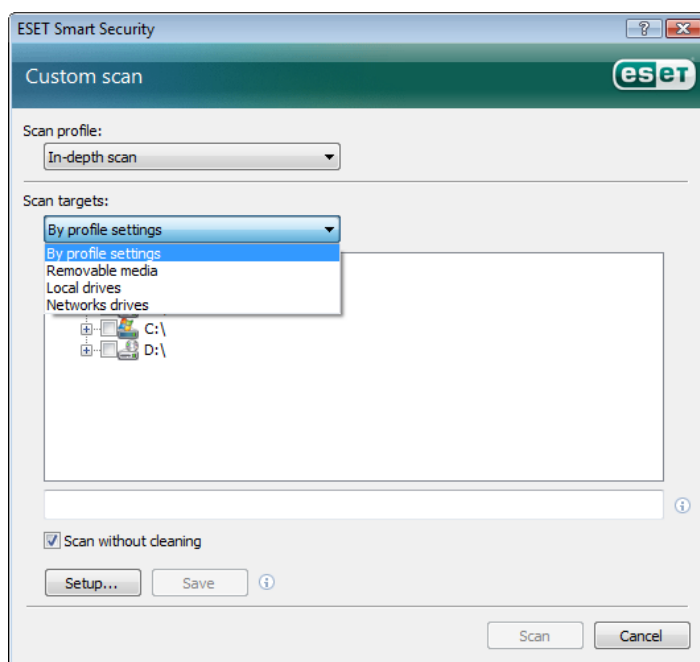 ESET Smart Security
?
Custom scan
eseT
Scan profile:
In-depth scan
Scan targets:
By profile settings
By profile settings
Removable media
Local drives
Networks drives
C:\
D:\
Scan without cleaning
Setup... Save
Scan Cancel